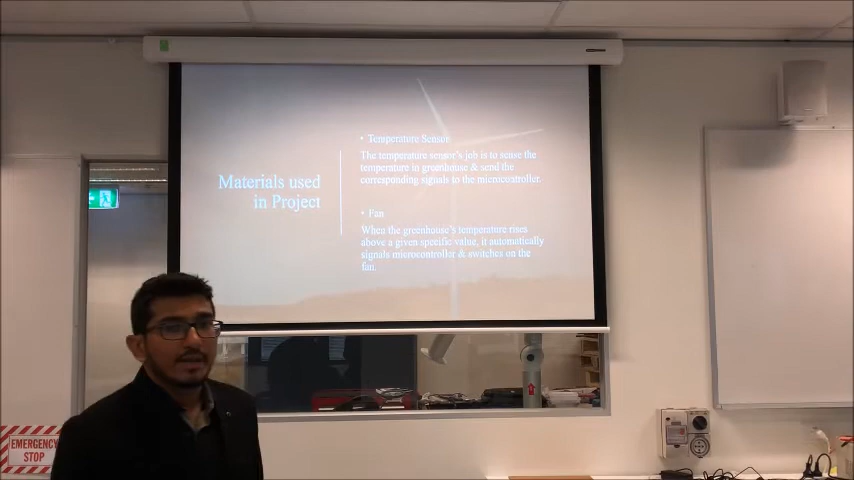 Materials used
in Project
• Temperature Sensor
The temperature sensor's job is to sense the
temperature in greenhouse & send the
corresponding signals to the microcontroller.
• Fan
When the greenhouse's temperature rises
above a given specific value, it automatically
signals microcontroller & switches on the
fan.
EMERGENCY
STOP